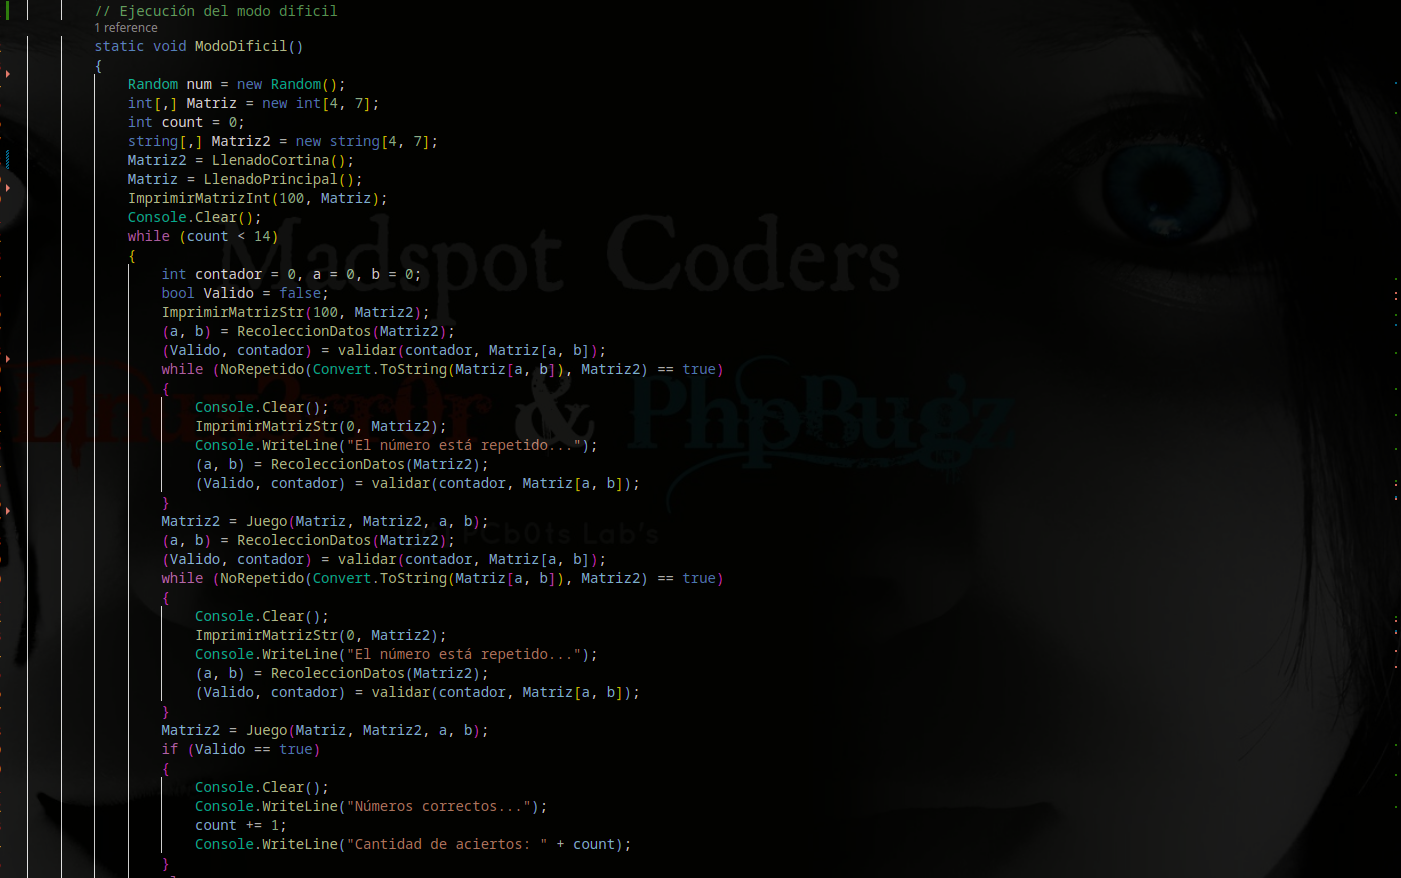 // Ejecución del modo dificil
1 reference
static void ModoDificil()
{
Random num = new Random();
int[,] Matriz = new int[4, 7];
int count = 0;
string[,] Matriz2 = new string[4, 7];
Matriz2 = LlenadoCortina();
Matriz = LlenadoPrincipal();
ImprimirMatrizInt(100, Matriz);
Console.Clear();
while (count < 14)
{
int contador = 0, a = 0, b = 0;
bool Valido = false;
ImprimirMatrizStr(100, Matriz2);
(a, b) = RecoleccionDatos(Matriz2);
(Valido, contador) = validar(contador, Matriz[a, b]);
while (NoRepetido(Convert.ToString(Matriz[a, b]), Matriz2) == true)
{
Console.Clear();
ImprimirMatrizStr(0, Matriz2);
Console.WriteLine("El número está repetido...");
(a, b) = RecoleccionDatos(Matriz2);
(Valido, contador) = validar(contador, Matriz[a, b]);
}
Matriz2 = Juego(Matriz, Matriz2, a, b);
(a, b) = RecoleccionDatos(Matriz2);
(Valido, contador) = validar(contador, Matriz[a, b]);
while (NoRepetido(Convert.ToString(Matriz[a, b]), Matriz2) == true)
{
Console.Clear();
ImprimirMatrizStr(0, Matriz2);
Console.WriteLine("El número está repetido...");
(a, b) = RecoleccionDatos(Matriz2);
(Valido, contador) = validar(contador, Matriz[a, b]);
}
Matriz2 = Juego(Matriz, Matriz2, a, b);
if (Valido == true)
{
Console.Clear();
Console.WriteLine("Números correctos...");
count += 1;
Console.WriteLine("Cantidad de aciertos: " + count);
}
Madspot Coders
& PhpBugz
Lab's